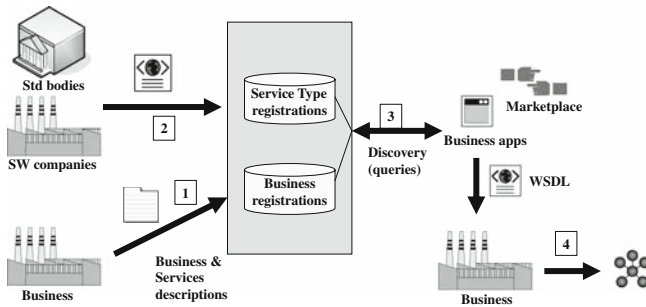 Std bodies
SW companies
2
Service Type
registrations
3
Discovery
(queries)
Marketplace
Business apps
WSDL
Business
registrations
1
Business &
Services
descriptions
Business
Business
4